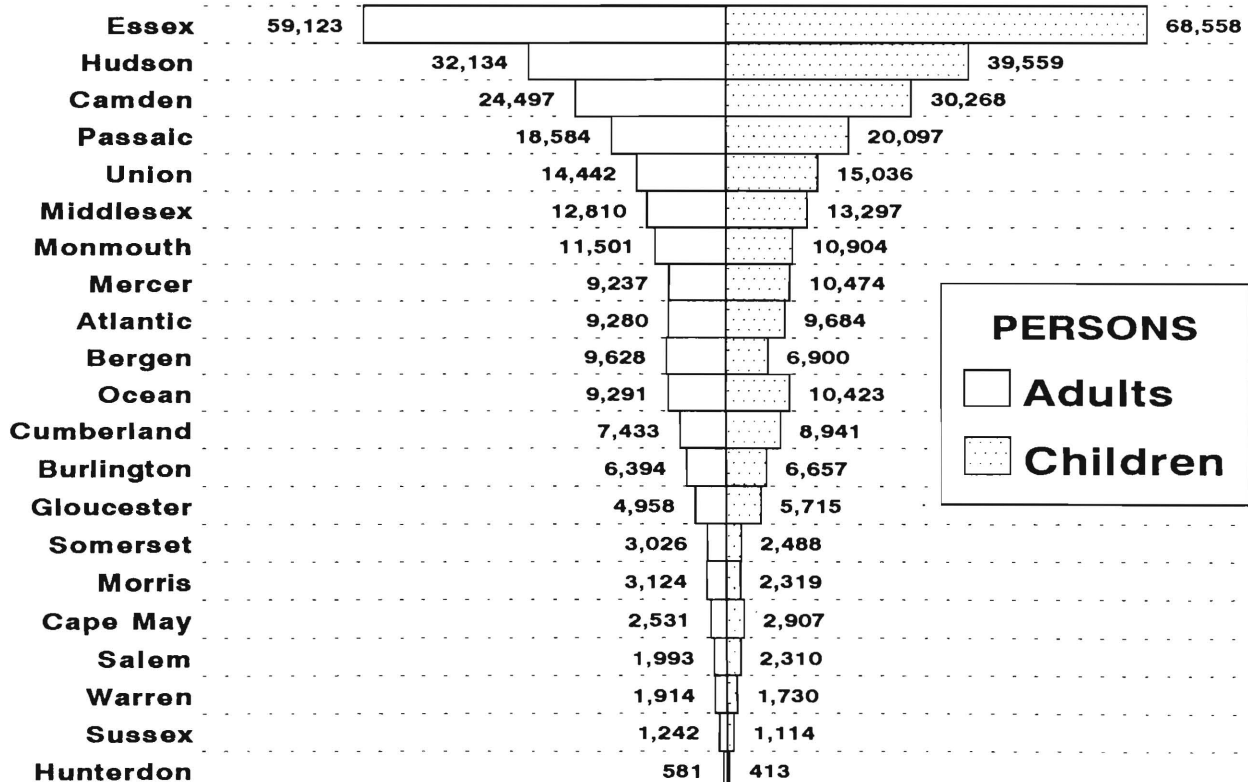 Essex 59,123 68,558
Hudson 32,134 39,559
Camden 24,497 30,268
Passaic 18,584 20,097
Union 14,442 15,036
Middlesex 12,810 13,297
Monmouth 11,501 10,904
Mercer 9,237 10,474
Atlantic 9,280 9,684
Bergen 9,628 6,900
Ocean 9,291 10,423
Cumberland 7,433 8,941
Burlington 6,394 6,657
Gloucester 4,958 5,715
Somerset 3,026 2,488
Morris 3,124 2,319
Cape May 2,531 2,907
Salem 1,993 2,310
Warren 1,914 1,730
Sussex 1,242 1,114
Hunterdon 581 413
PERSONS
Adults
Children